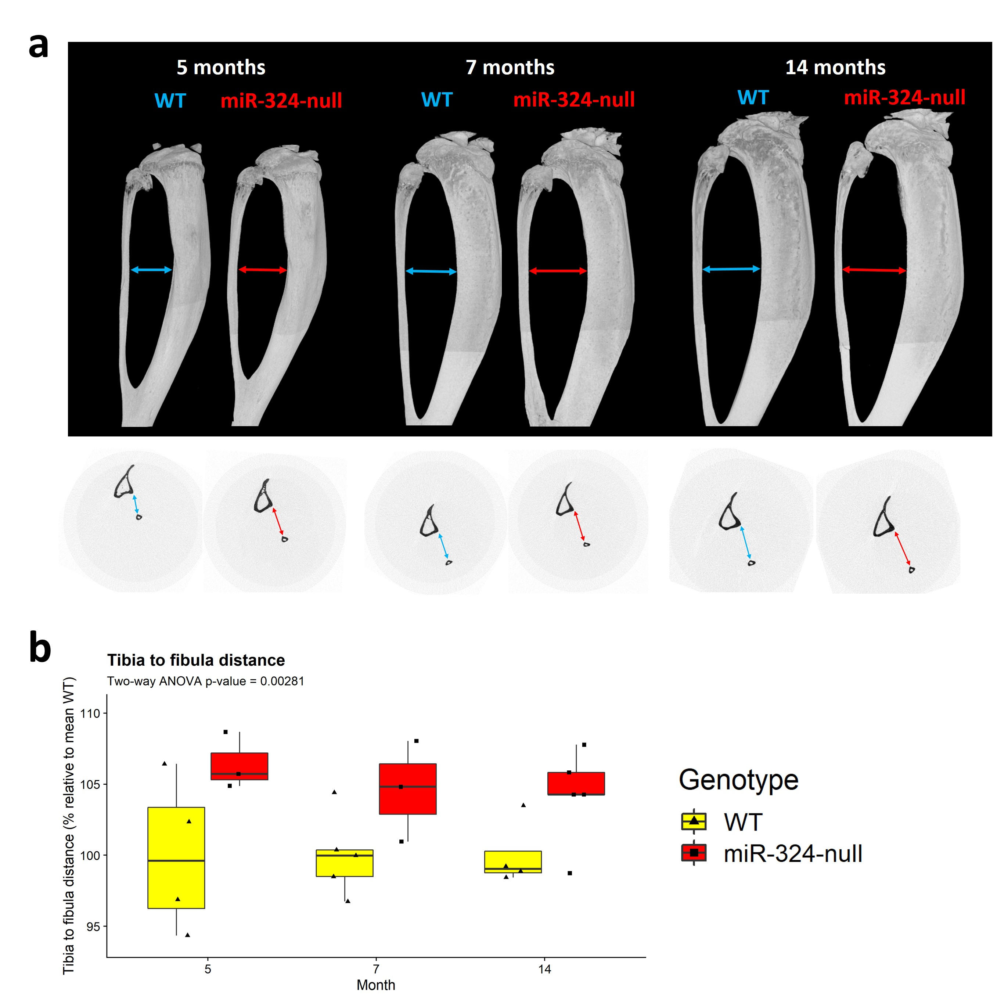 a
5 months 7 months 14 months
WT miR-324-null WT miR-324-null WT miR-324-null
b
Tibia to fibula distance
Two-way ANOVA p-value = 0.00281
Tibia to fibula distance (% relative to mean WT)
110
105
100
95
5 7 14
Month
Genotype
WT
miR-324-null